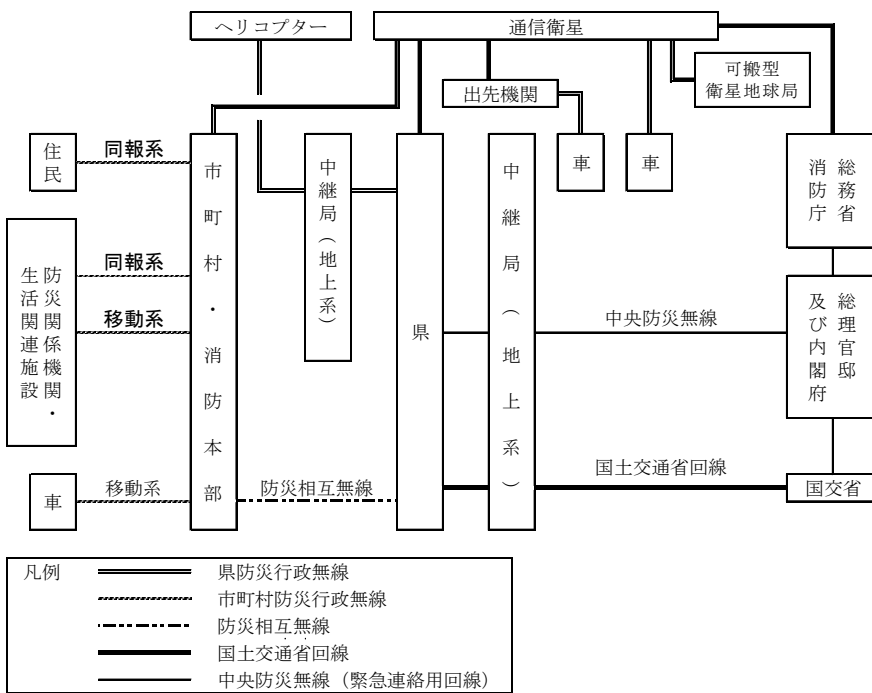 ヘリコプター
通信衛星
可搬型
衛星地球局
出先機関
住民
同報系
市町村・消防本部
中継局(地上系)
県
中継局(地上系)
車
車
総務省
消防庁
防災関係機関・
生活関連施設
同報系
移動系
中央防災無線
総理官邸
及び内閣府
車
移動系
防災相互無線
国土交通省回線
国交省
凡例
県防災行政無線
市町村防災行政無線
防災相互無線
国土交通省回線
中央防災無線(緊急連絡用回線)